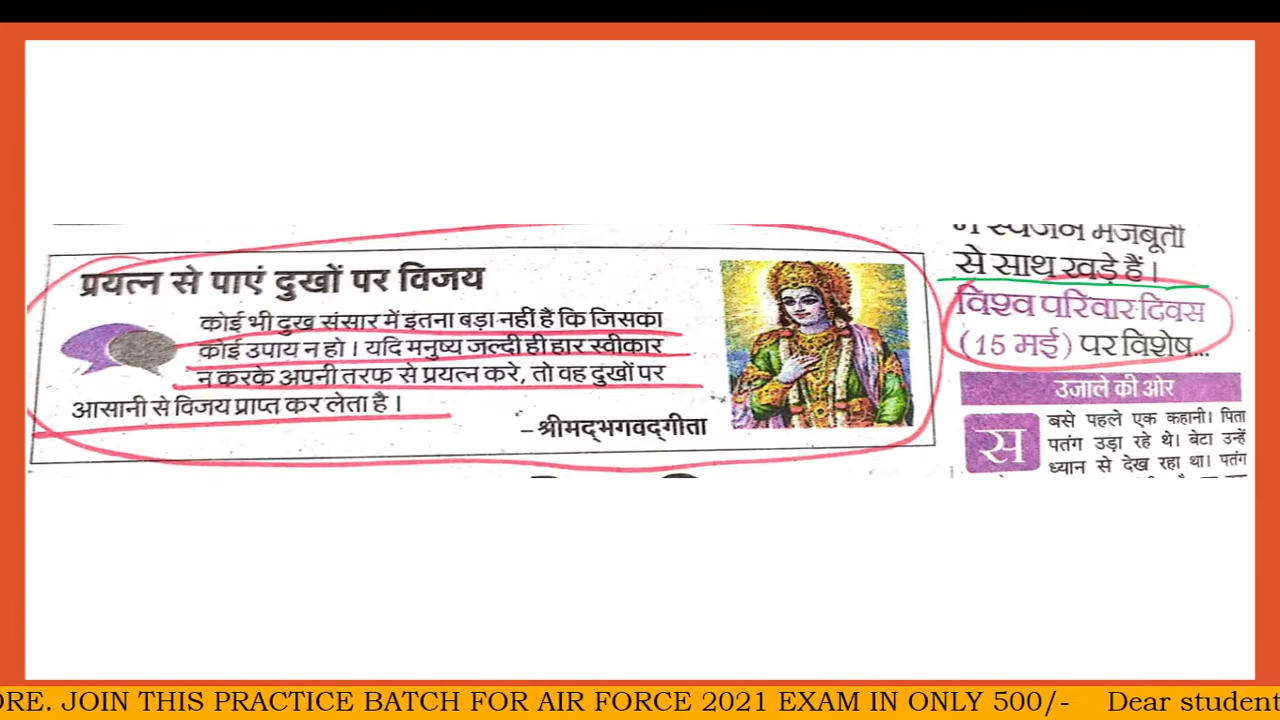 प्रयत्न से पाएं दुखों पर विजय
कोई भी दुख संसार में इतना बड़ा नहीं है कि जिसका
कोई उपाय न हो। यदि मनुष्य जल्दी ही हार स्वीकार
न करके अपनी तरफ से प्रयत्न करे, तो वह दुखों पर
आसानी से विजय प्राप्त कर लेता है।
– श्रीमद्भगवद्गीता
मजबूती
से साथ खड़े हैं।
विश्व परिवार दिवस
(15 मई) पर विशेष...
उजाले की ओर
स
बसे पहले एक कहानी। पिता
पतंग उड़ा रहे थे। बेटा उन्हें
ध्यान से देख रहा था। पतंग
ORE. JOIN THIS PRACTICE BATCH FOR AIR FORCE 2021 EXAM IN ONLY 500/- Dear student